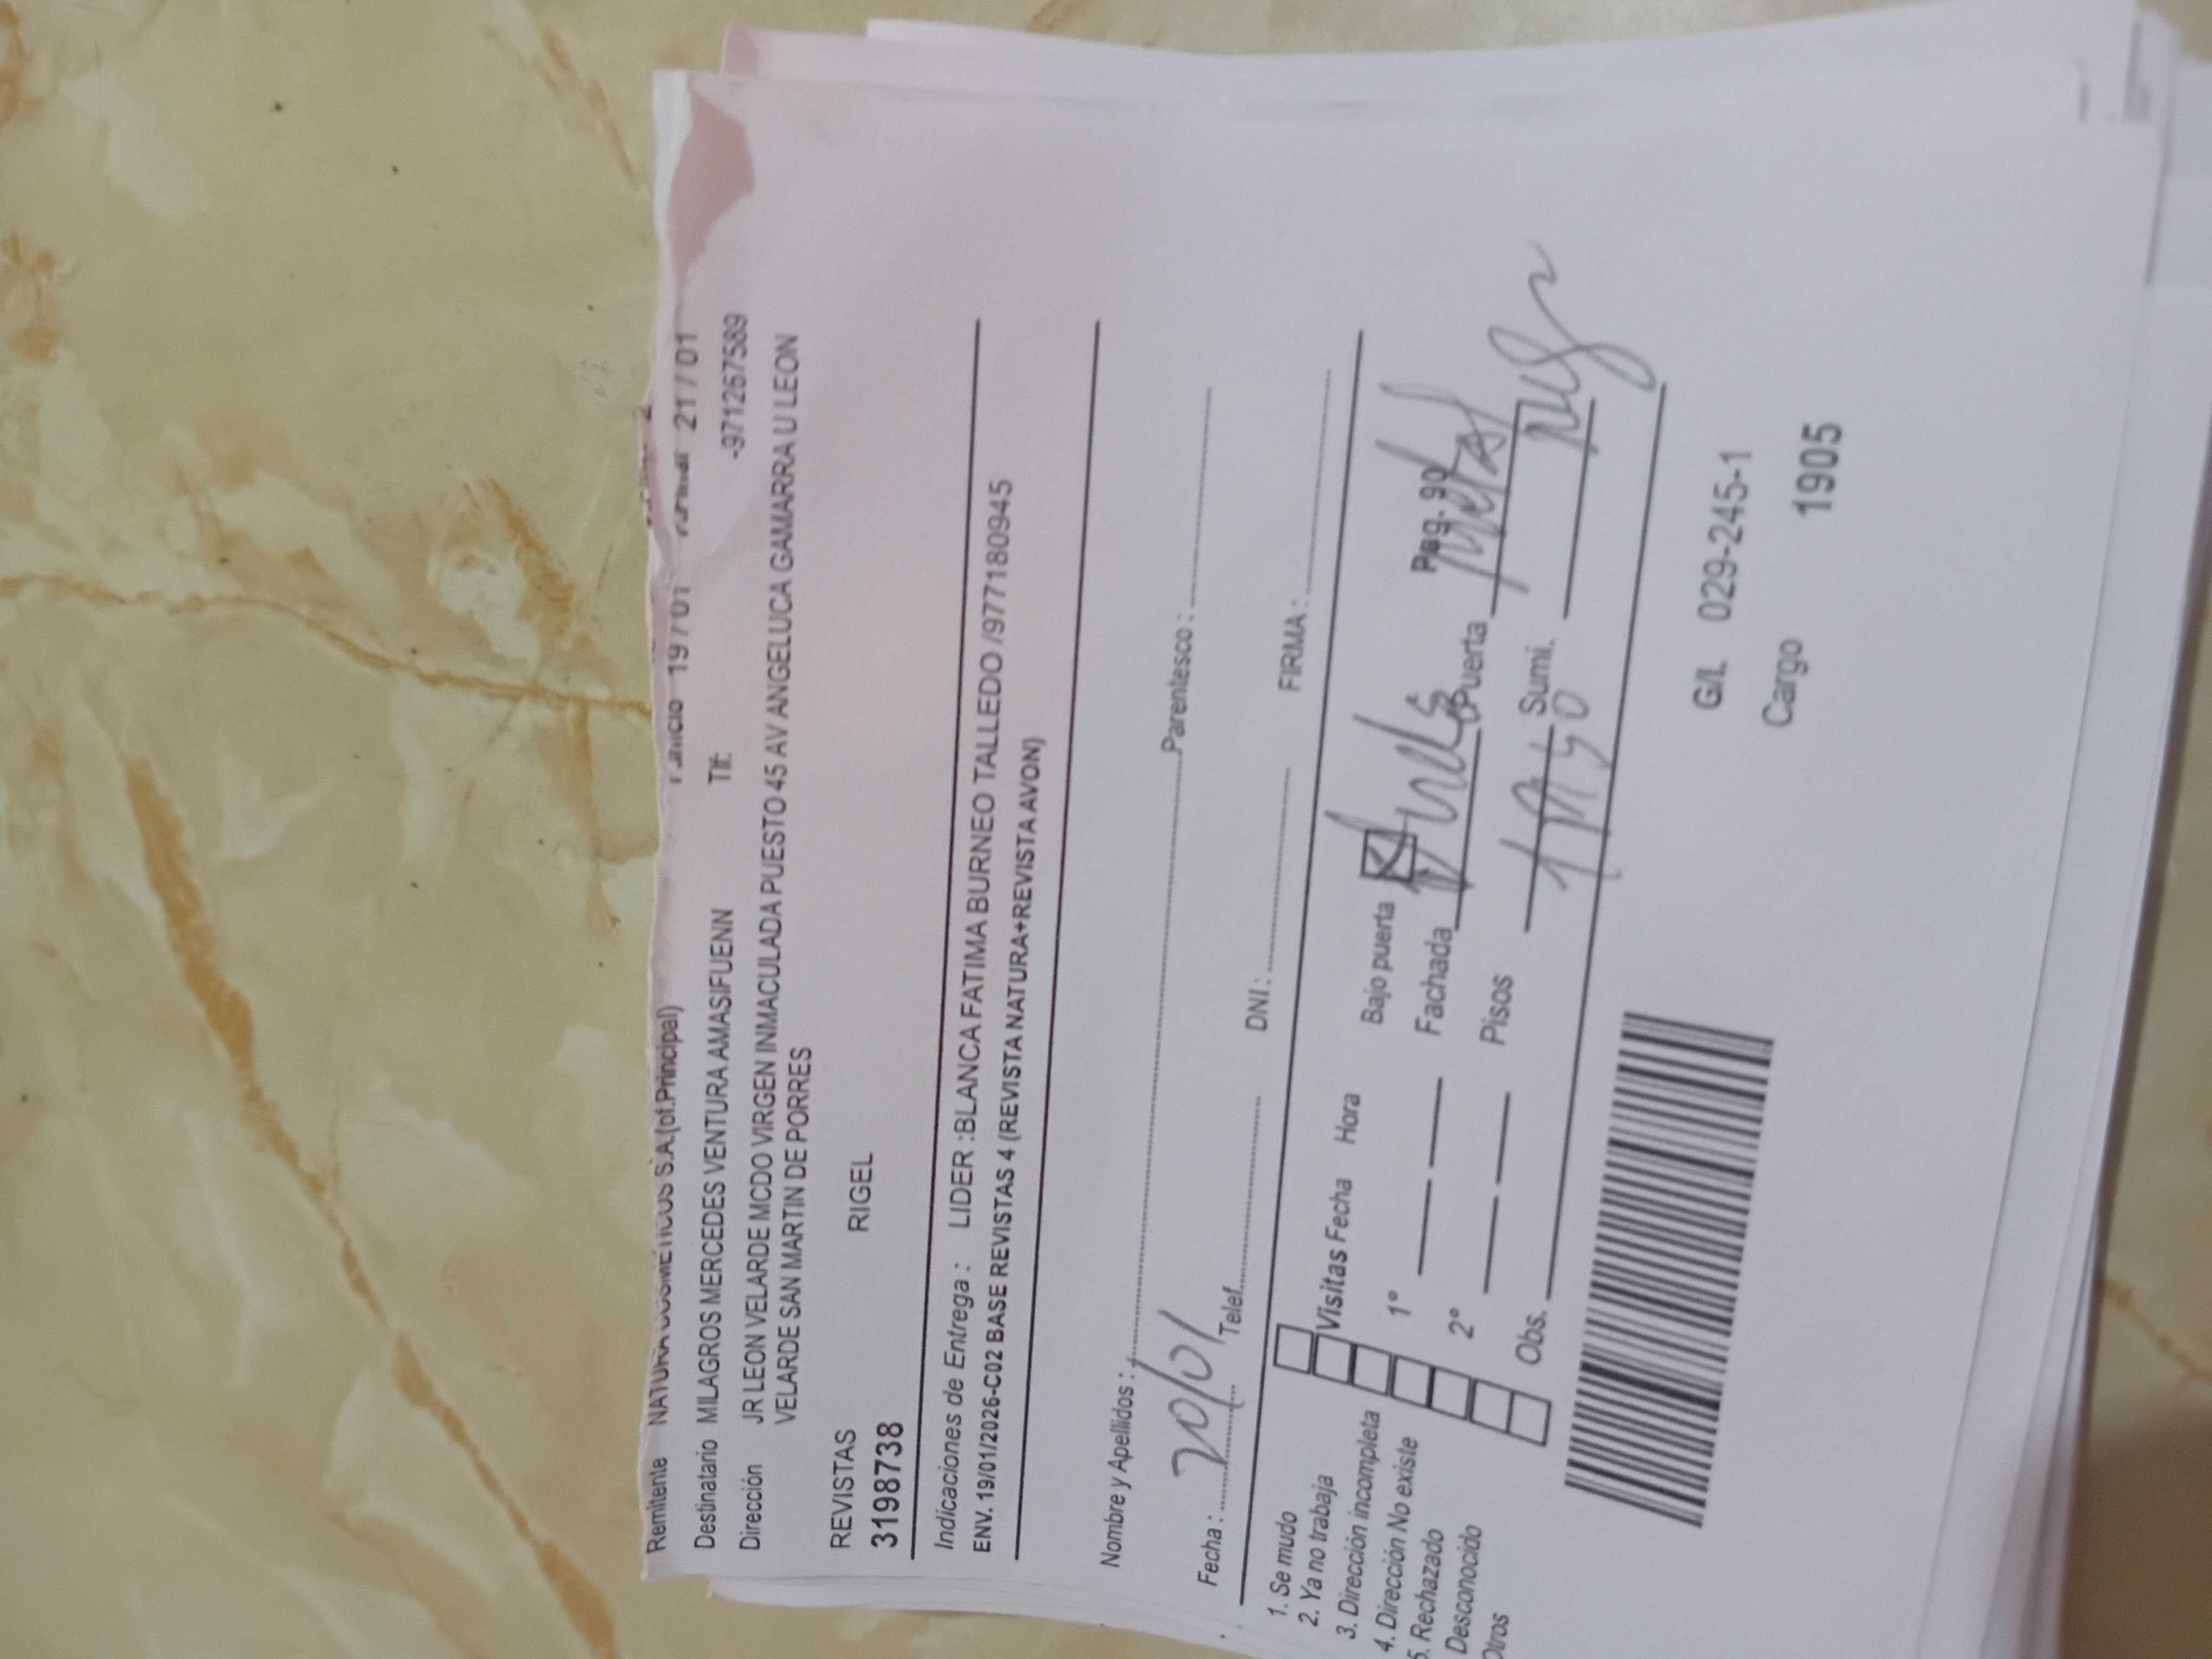 Remitente NATURA COSMETICOS S.A.(of.Principal) F.Inicio 19 / 01 21 / 01
Destinatario MILAGROS MERCEDES VENTURA AMASIFUENN Tlf: -971267589
Dirección JR LEON VELARDE MCDO VIRGEN INMACULADA PUESTO 45 AV ANGELUCA GAMARRA U LEON
VELARDE SAN MARTIN DE PORRES
REVISTAS RIGEL
3198738
Indicaciones de Entrega : LIDER :BLANCA FATIMA BURNEO TALLEDO /977180945
ENV. 19/01/2026-C02 BASE REVISTAS 4 (REVISTA NATURA+REVISTA AVON)
Nombre y Apellidos : Parentesco :
Fecha : 20/01 Telef. DNI : FIRMA :
1. Se mudo
2. Ya no trabaja
3. Dirección incompleta
4. Dirección No existe
5. Rechazado
Desconocido
Otros
Visitas Fecha Hora
1°
2°
Obs.
Bajo puerta Pag. 90
Fachada Puerta Metal
Pisos Sumi.
G/L 029-245-1
Cargo 1905